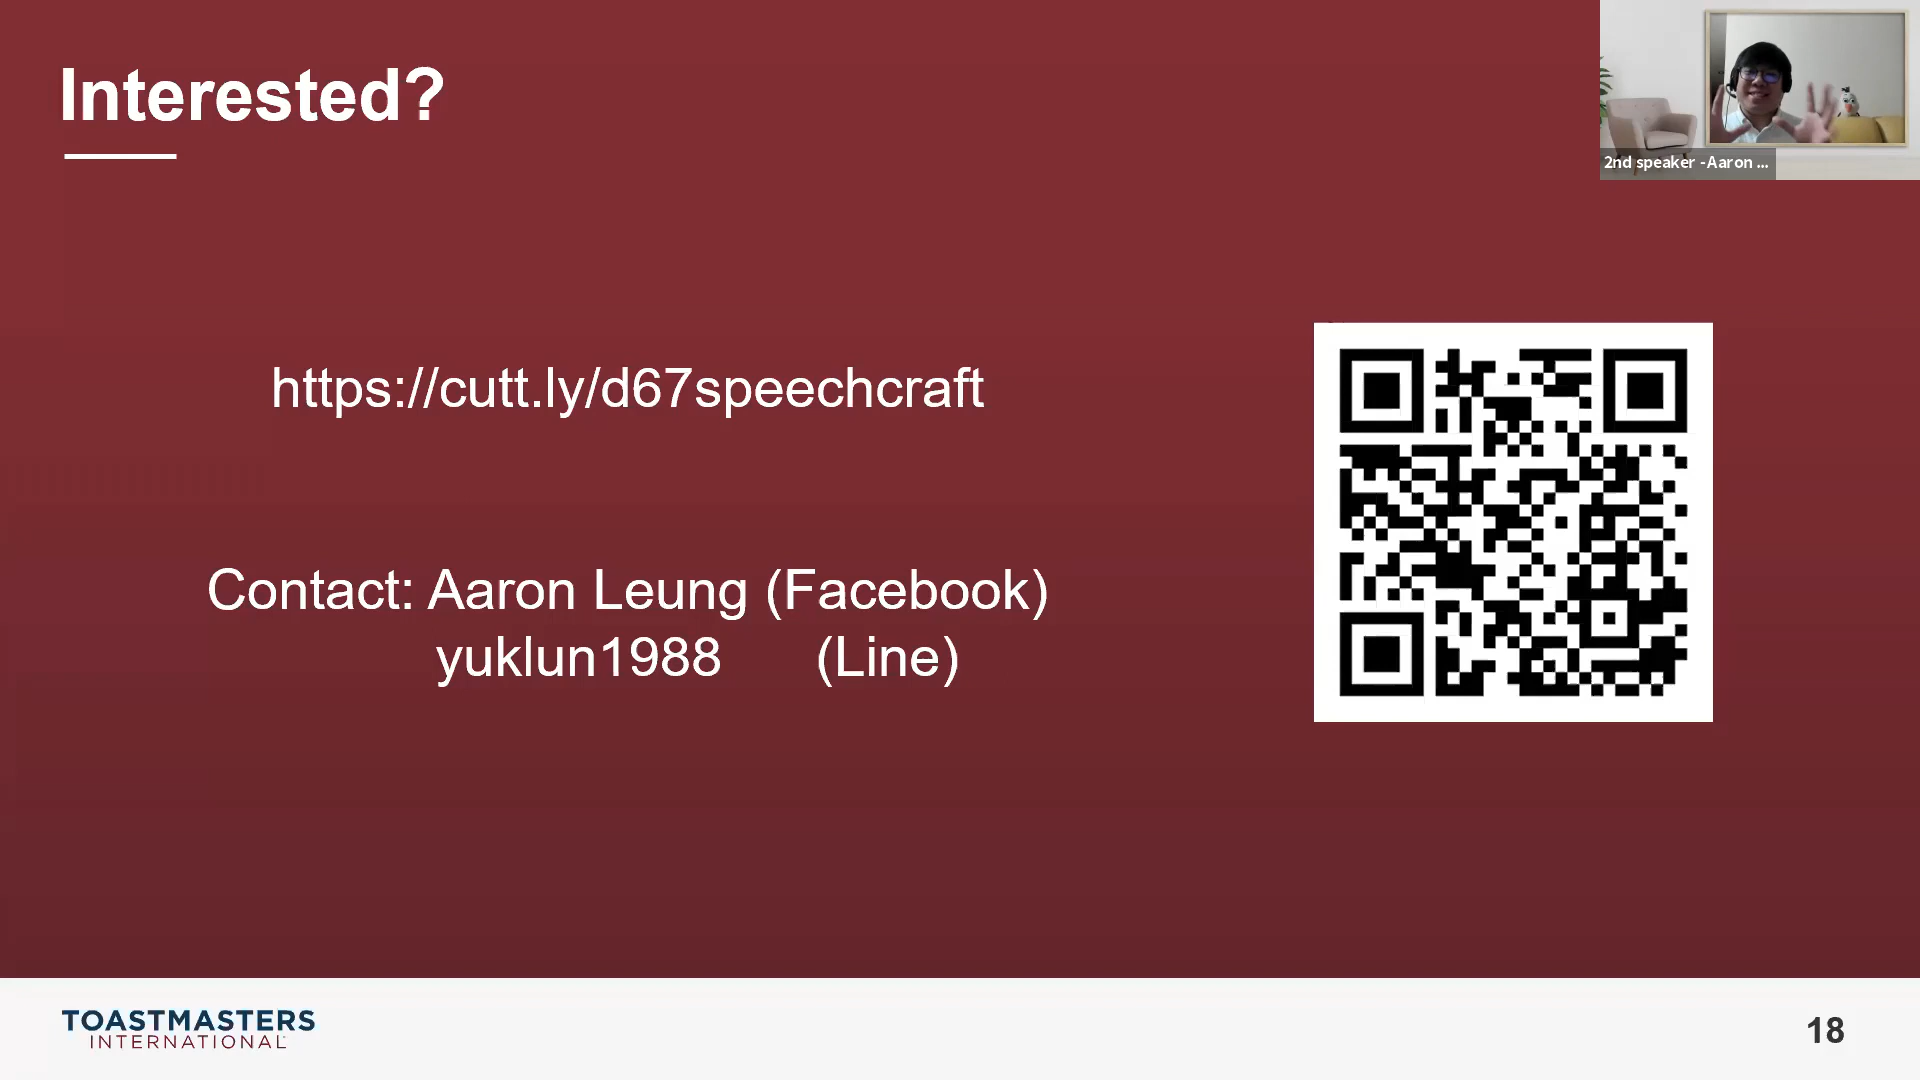 Interested?
2nd speaker -Aaron ...
https://cutt.ly/d67speechcraft
Contact: Aaron Leung (Facebook)
yuklun1988 (Line)
TOASTMASTERS
INTERNATIONAL
18